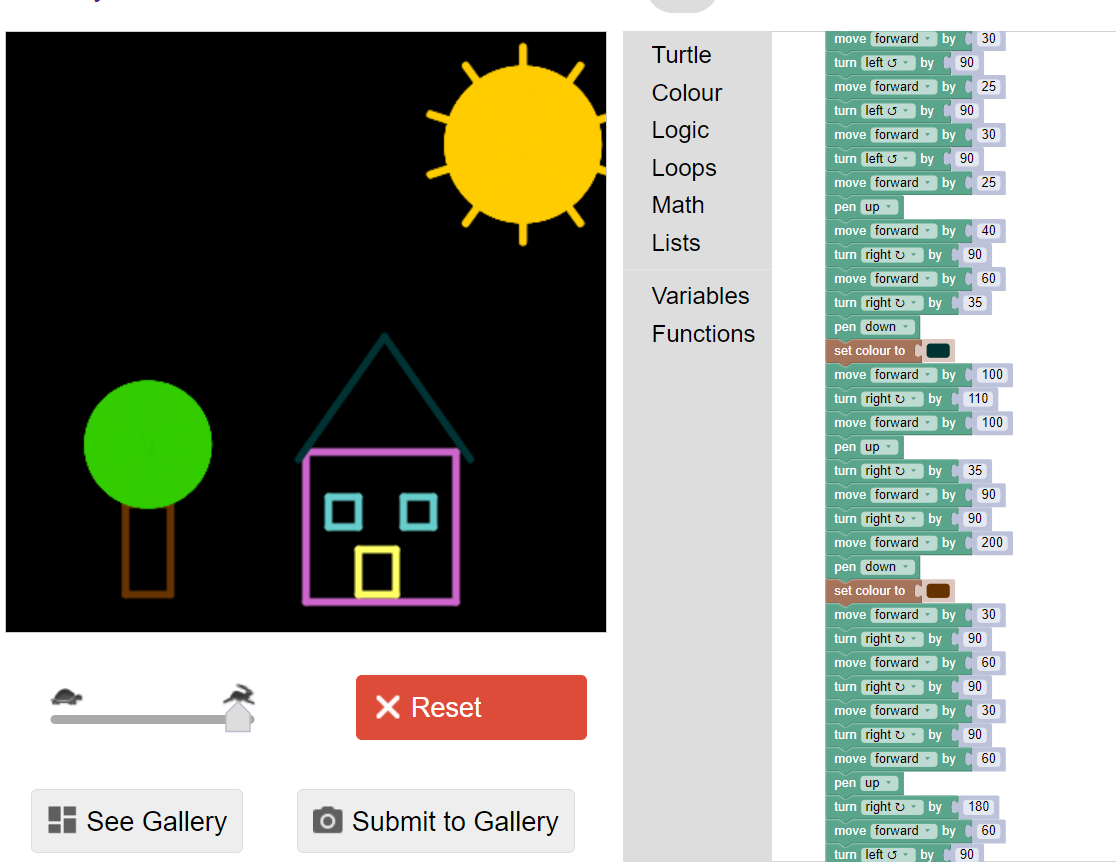 Turtle
Colour
Logic
Loops
Math
Lists
Variables
Functions
move forward by 30
turn left ↺ by 90
move forward by 25
turn left ↺ by 90
move forward by 30
turn left ↺ by 90
move forward by 25
pen up
move forward by 40
turn right ↻ by 90
move forward by 60
turn right ↻ by 35
pen down
set colour to
move forward by 100
turn right ↻ by 110
move forward by 100
pen up
turn right ↻ by 35
move forward by 90
turn right ↻ by 90
move forward by 200
pen down
set colour to
move forward by 30
turn right ↻ by 90
move forward by 60
turn right ↻ by 90
move forward by 30
turn right ↻ by 90
move forward by 60
pen up
turn right ↻ by 180
move forward by 60
turn left ↺ by 90
Reset
See Gallery
Submit to Gallery